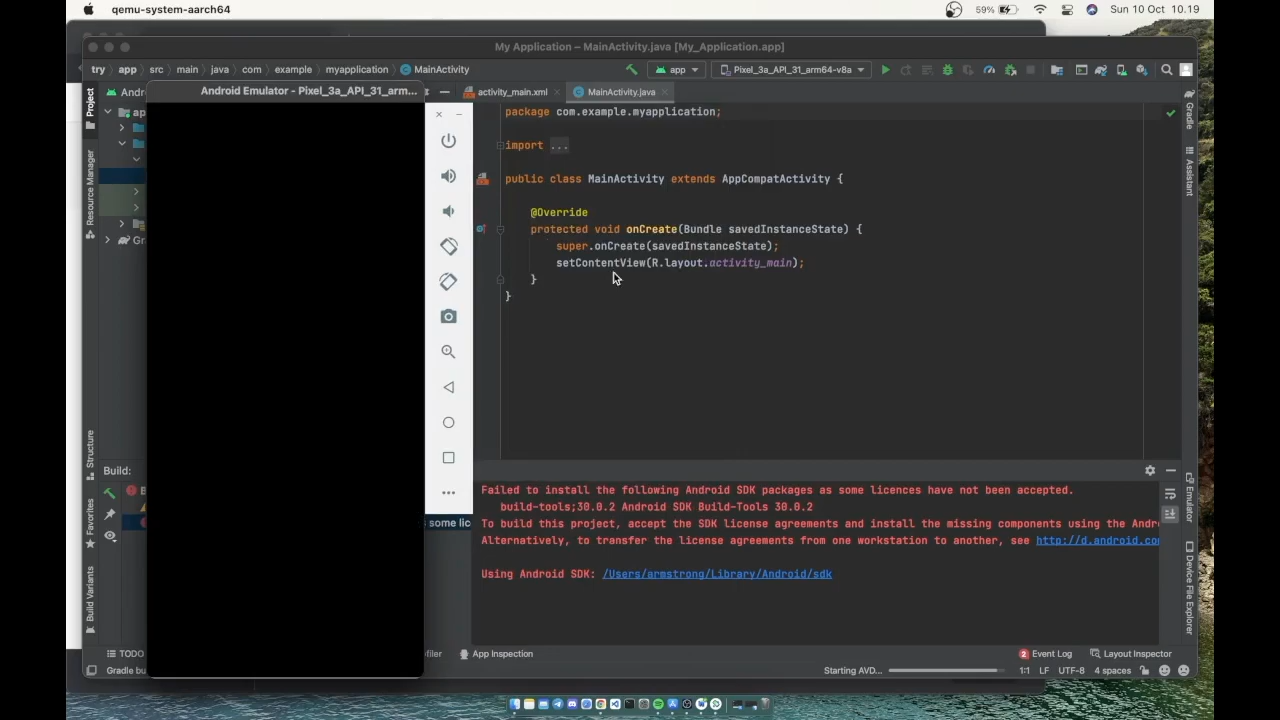 qemu-system-aarch64
59%
Sun 10 Oct 10.19
My Application – MainActivity.java [My_Application.app]
try
app
src
main
java
com
example
myapplication
MainActivity
app
Pixel_3a_API_31_arm64-v8a
Andro
Android Emulator - Pixel_3a_API_31_arm...
activity_main.xml
MainActivity.java
Project
Resource Manager
Structure
Favorites
Build Variants
Gradle
Assistant
Emulator
Device File Explorer
ap
Gr
package com.example.myapplication;
import ...
public class MainActivity extends AppCompatActivity {
@Override
protected void onCreate(Bundle savedInstanceState) {
super.onCreate(savedInstanceState);
setContentView(R.layout.activity_main);
}
}
Build:
some lic
Failed to install the following Android SDK packages as some licences have not been accepted.
build-tools;30.0.2 Android SDK Build-Tools 30.0.2
To build this project, accept the SDK license agreements and install the missing components using the Andr
Alternatively, to transfer the license agreements from one workstation to another, see http://d.android.co
Using Android SDK: /Users/armstrong/Library/Android/sdk
TODO
filer
App Inspection
2 Event Log
Layout Inspector
Gradle bu
Starting AVD...
1:1
LF
UTF-8
4 spaces